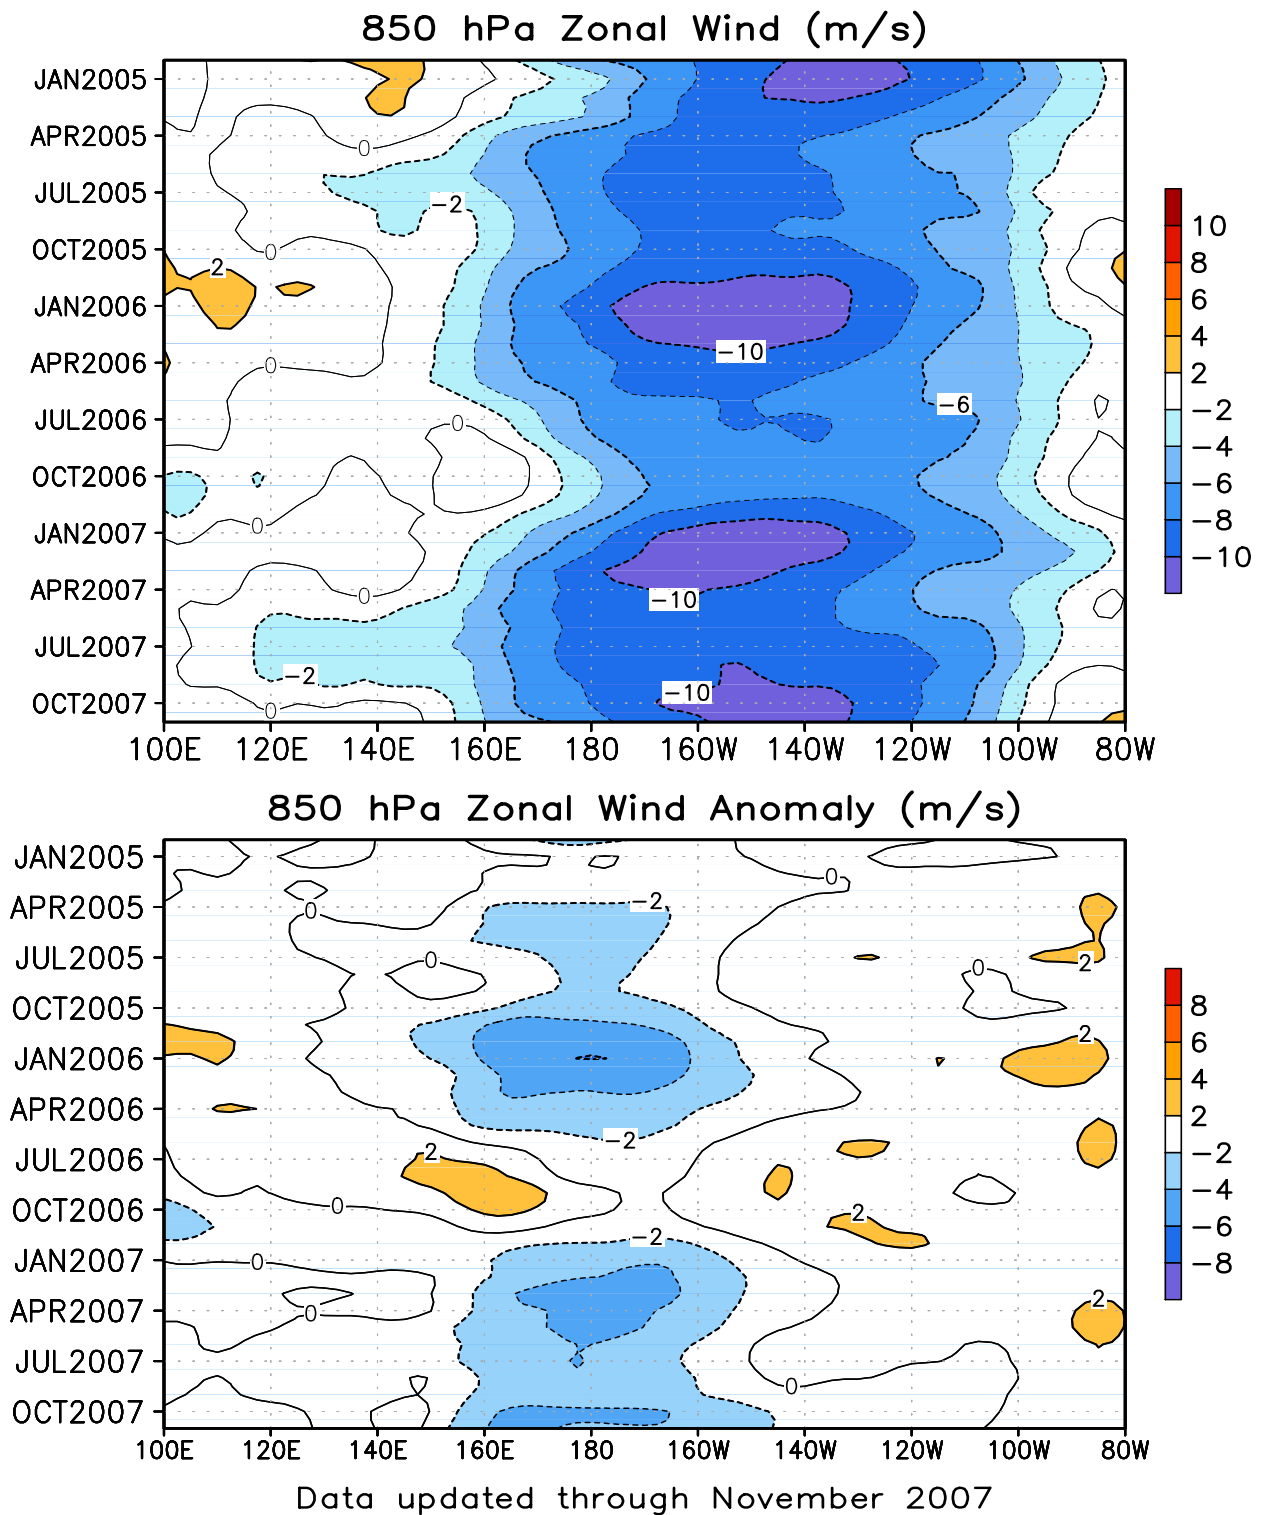 850 hPa Zonal Wind (m/s)
JAN2005
APR2005
JUL2005
OCT2005
JAN2006
APR2006
JUL2006
OCT2006
JAN2007
APR2007
JUL2007
OCT2007
0
-2
0
2
-10
0
-6
0
0
-10
0
-2
-10
0
100E 120E 140E 160E 180 160W 140W 120W 100W 80W
10
8
6
4
2
-2
-4
-6
-8
-10
850 hPa Zonal Wind Anomaly (m/s)
JAN2005
APR2005
JUL2005
OCT2005
JAN2006
APR2006
JUL2006
OCT2006
JAN2007
APR2007
JUL2007
OCT2007
0
-2
0
0
2
0
2
-2
2
0
2
-2
0
2
0
0
100E 120E 140E 160E 180 160W 140W 120W 100W 80W
8
6
4
2
-2
-4
-6
-8
Data updated through November 2007